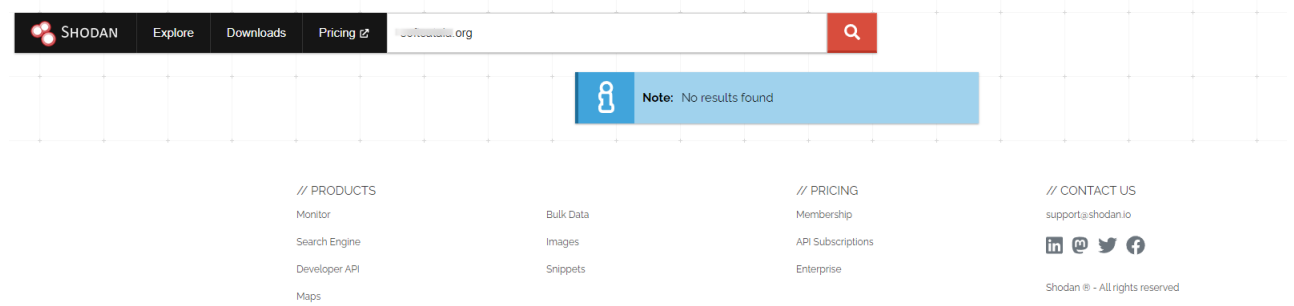 SHODAN Explore Downloads Pricing .org
Note: No results found
// PRODUCTS // PRICING // CONTACT US
Monitor Bulk Data Membership support@shodan.io
Search Engine Images API Subscriptions
Developer API Snippets Enterprise
Maps Shodan ® - All rights reserved